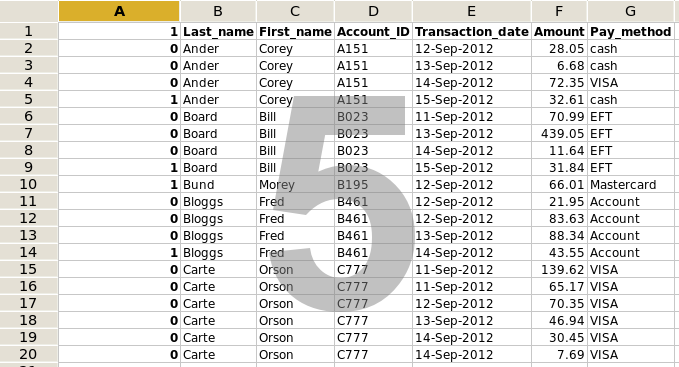 A B C D E F G
1 1 Last_name First_name Account_ID Transaction_date Amount Pay_method
2 0 Ander Corey A151 12-Sep-2012 28.05 cash
3 0 Ander Corey A151 13-Sep-2012 6.68 cash
4 0 Ander Corey A151 14-Sep-2012 72.35 VISA
5 1 Ander Corey A151 15-Sep-2012 32.61 cash
6 0 Board Bill B023 11-Sep-2012 70.99 EFT
7 0 Board Bill B023 13-Sep-2012 439.05 EFT
8 0 Board Bill B023 14-Sep-2012 11.64 EFT
9 1 Board Bill B023 15-Sep-2012 31.84 EFT
10 1 Bund Morey B195 12-Sep-2012 66.01 Mastercard
11 0 Bloggs Fred B461 12-Sep-2012 21.95 Account
12 0 Bloggs Fred B461 12-Sep-2012 83.63 Account
13 0 Bloggs Fred B461 13-Sep-2012 88.34 Account
14 1 Bloggs Fred B461 14-Sep-2012 43.55 Account
15 0 Carte Orson C777 11-Sep-2012 139.62 VISA
16 0 Carte Orson C777 11-Sep-2012 65.17 VISA
17 0 Carte Orson C777 12-Sep-2012 70.35 VISA
18 0 Carte Orson C777 13-Sep-2012 46.94 VISA
19 0 Carte Orson C777 14-Sep-2012 30.45 VISA
20 0 Carte Orson C777 14-Sep-2012 7.69 VISA
5